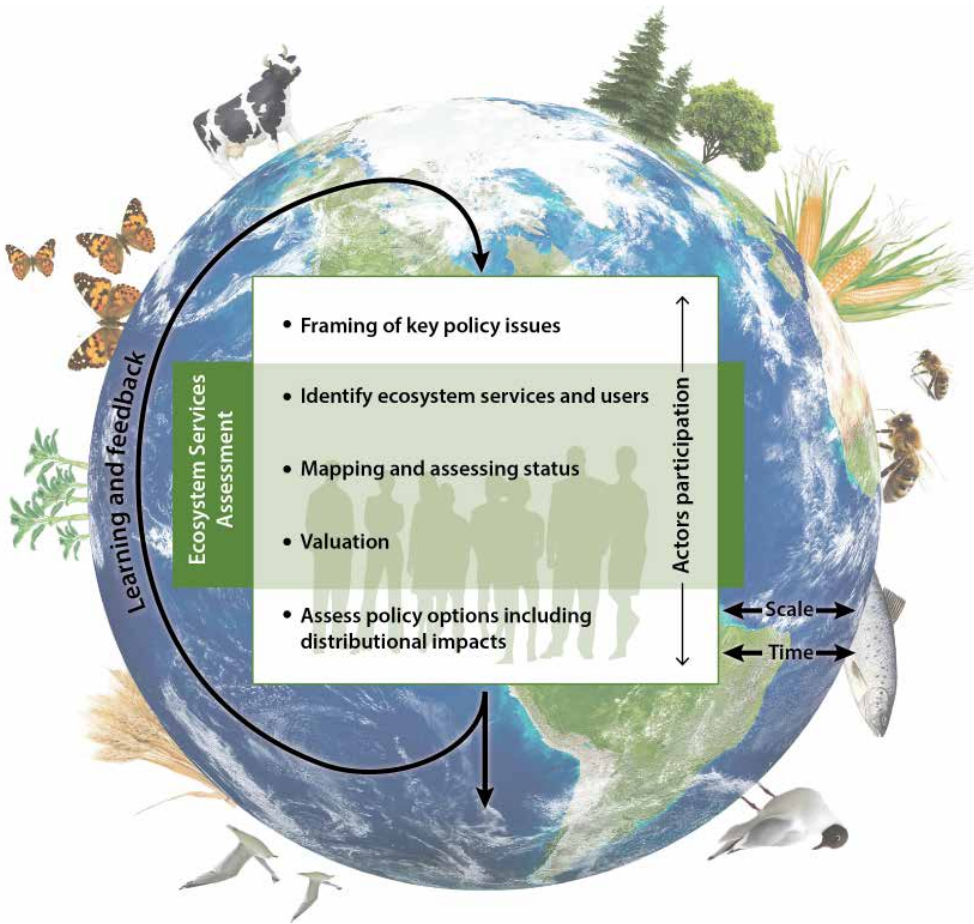 Learning and feedback
Ecosystem Services
Assessment
• Framing of key policy issues
• Identify ecosystem services and users
• Mapping and assessing status
• Valuation
• Assess policy options including
distributional impacts
Actors participation
Scale
Time